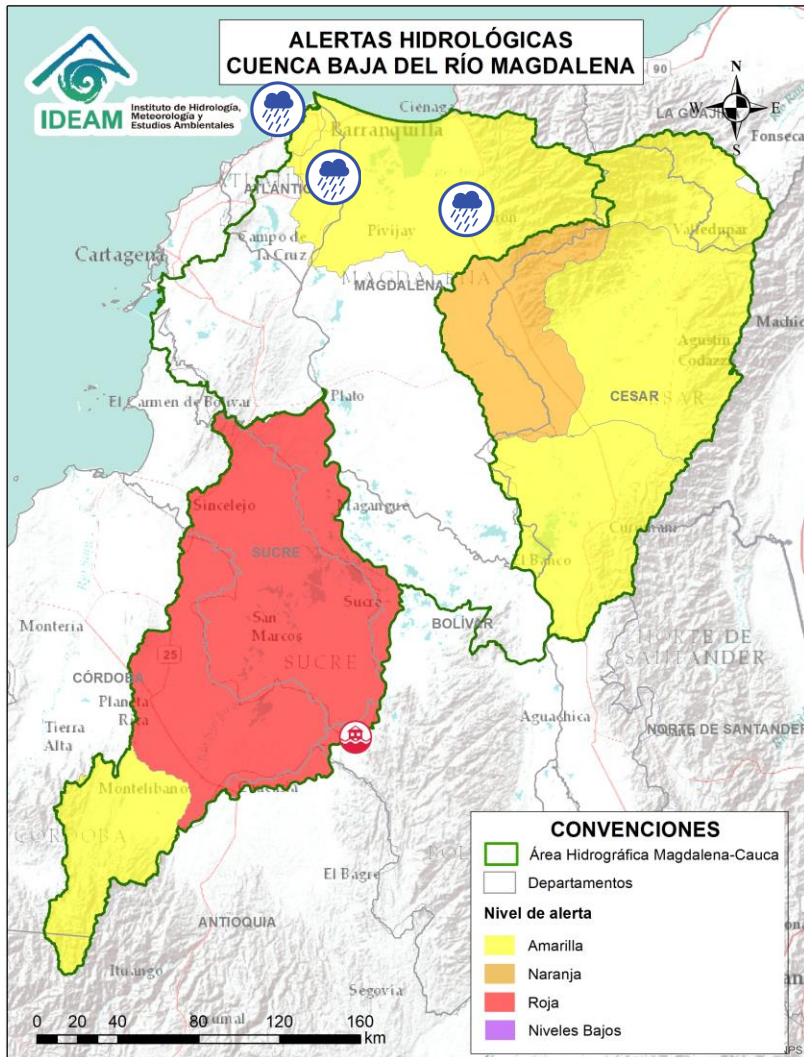 ALERTAS HIDROLÓGICAS
CUENCA BAJA DEL RÍO MAGDALENA
IDEAM
Instituto de Hidrología,
Meteorología y
Estudios Ambientales
N
W
E
S
90
Ciénaga
LA GUAJIRA
Fonseca
Barranquilla
ATLÁNTICO
Pivijay
Valledupar
Cartagena
Campo de
la Cruz
MAGDALENA
MAGDALENA
Agustín
Codazzi
CESAR
El Carmen de Bolívar
Plato
Sincelejo
Magangué
SUCRE
El Banco
Sucre
BOLÍVAR
San
Marcos
Montería
SUCRE
NORTE DE
SANTANDER
25
CÓRDOBA
Planeta
Rica
Tierra
Alta
Aguachica
NORTE DE SANTANDER
Montelíbano
CÓRDOBA
El Bagre
ANTIOQUIA
Ituango
Segovia
0 20 40 80 120 160
km
CONVENCIONES
Área Hidrográfica Magdalena-Cauca
Departamentos
Nivel de alerta
Amarilla
Naranja
Roja
Niveles Bajos